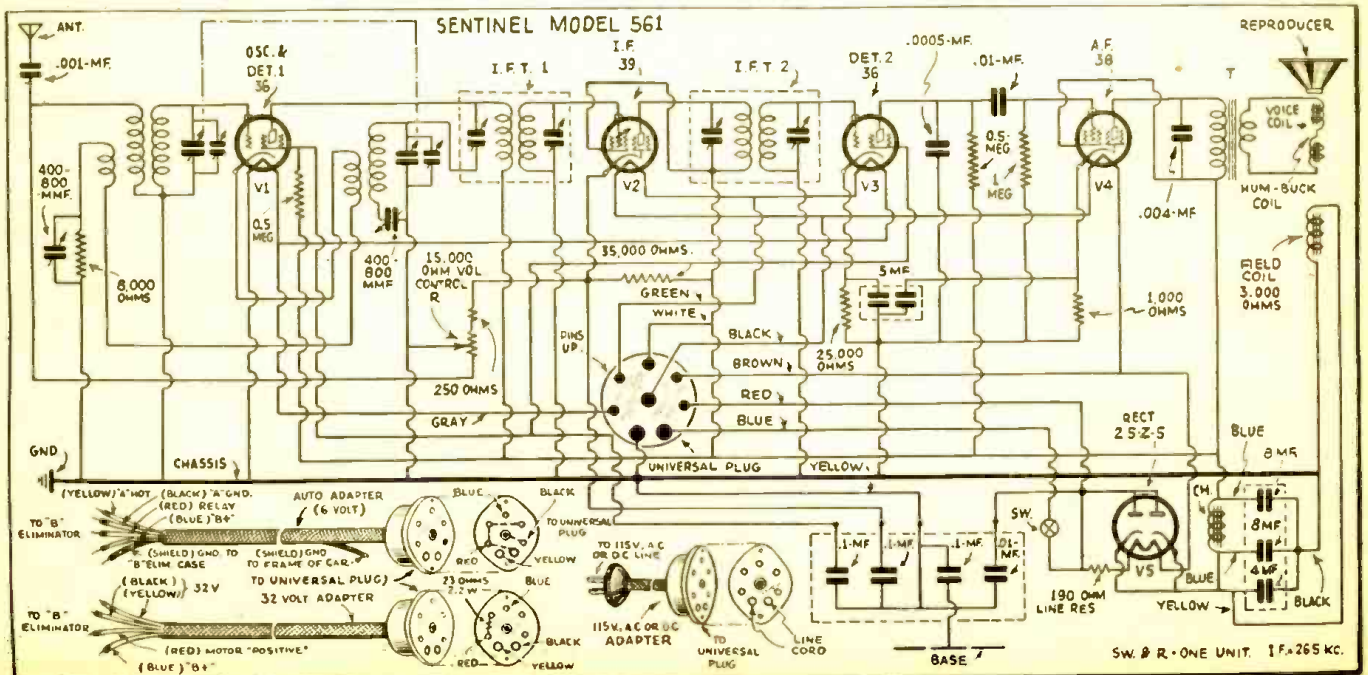 SENTINEL MODEL 561
ANT.
.001-MF.
OSC. &
DET. 1
36
I.F.T. 1
I.F.
39
I.F.T 2
DET. 2
36
.0005-MF.
.01-MF.
A.F.
38
T
REPRODUCER
VOICE
COIL
HUM-BUCK
COIL
400-
800
MMF.
V1
0.5
MEG
V2
V3
0.5-
MEG
1
MEG
V4
.004-MF
8,000
OHMS
400-
800
MMF
15,000
OHM VOL
CONTROL
R
35,000 OHMS.
5 MF
FIELD
COIL
3,000
OHMS
GREEN
WHITE
BLACK
BROWN
RED
BLUE
PINS
UP
250 OHMS
25,000
OHMS
1,000
OHMS
GRAY
RECT
25-Z-5
BLUE
8 MF.
GND
CHASSIS
UNIVERSAL PLUG
YELLOW
CH.
(YELLOW) "A" HOT
(BLACK) "A" GND.
(RED) RELAY
(BLUE) "B+"
AUTO ADAPTER
(6 VOLT)
BLUE
BLACK
TO "B"
ELIMINATOR
TO UNIVERSAL
PLUG
(SHIELD) GND. TO
"B" ELIM. CASE
(SHIELD) GND
TO FRAME OF CAR.
RED
YELLOW
TO 115V, A.C
OR D.C LINE
SW.
8 MF
4 MF
.1-MF
.1-MF.
.1-MF.
.01-
MF.
V5
BLUE
190 OHM
LINE RES
YELLOW
BLACK
(BLACK)
(YELLOW)
32 V
TO UNIVERSAL PLUG
23 OHMS
2.2 W
BLUE
TO "B"
ELIMINATOR
32 VOLT ADAPTER
BLACK
(RED) MOTOR "POSITIVE"
(BLUE) "B+"
RED
YELLOW
115V, A.C OR D.C
ADAPTER
TO
UNIVERSAL
PLUG
LINE
CORD
BASE
SW. & R - ONE UNIT. I.F. = 265 KC.